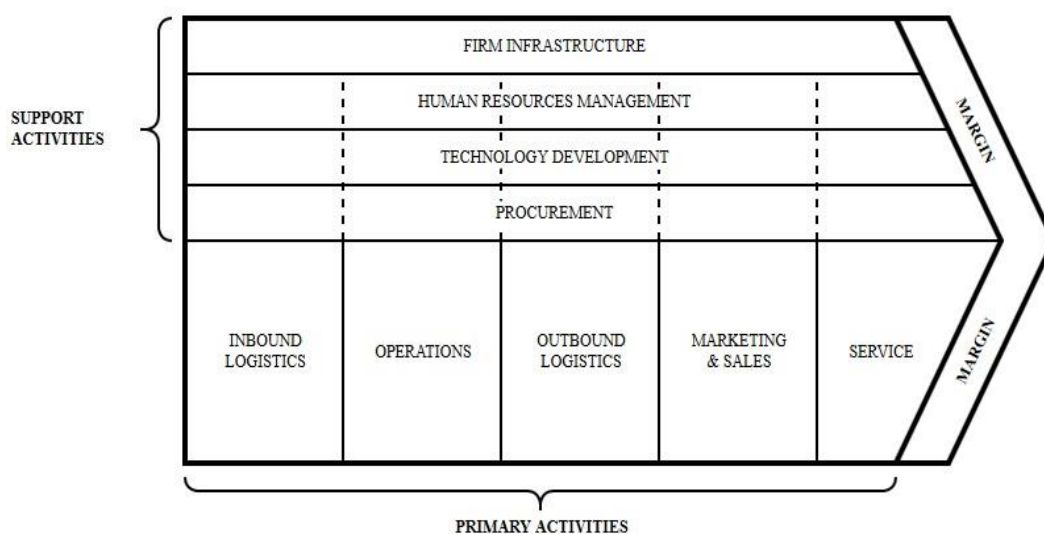 FIRM INFRASTRUCTURE
HUMAN RESOURCES MANAGEMENT
SUPPORT
ACTIVITIES
TECHNOLOGY DEVELOPMENT
PROCUREMENT
MARGIN
INBOUND
LOGISTICS
OPERATIONS
OUTBOUND
LOGISTICS
MARKETING
& SALES
SERVICE
MARGIN
PRIMARY ACTIVITIES